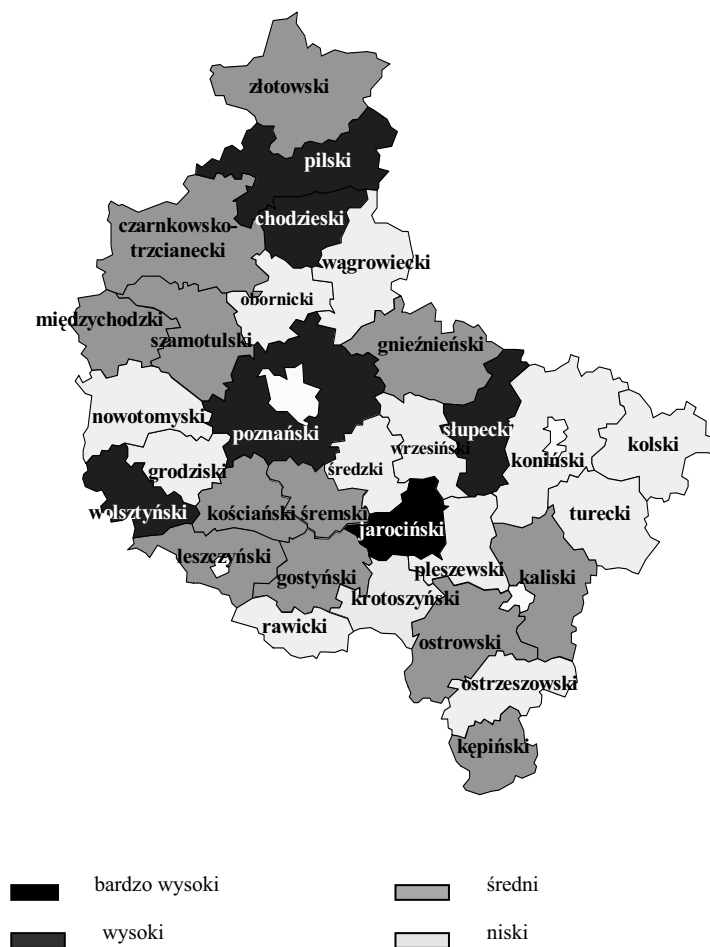 złotowski
pilski
chodzieski
czarnkowsko-
trzcianecki
wągrowiecki
obornicki
międzychodzki
szamotulski
gnieźnieński
nowotomyski
poznański
słupecki
wrzesiński
średzki
koniński
kolski
grodziski
wolsztyński
kościański
śremski
jarociński
turecki
leszczyński
gostyński
pleszewski
kaliski
krotoszyński
rawicki
ostrowski
ostrzeszowski
kępiński
bardzo wysoki
średni
wysoki
niski